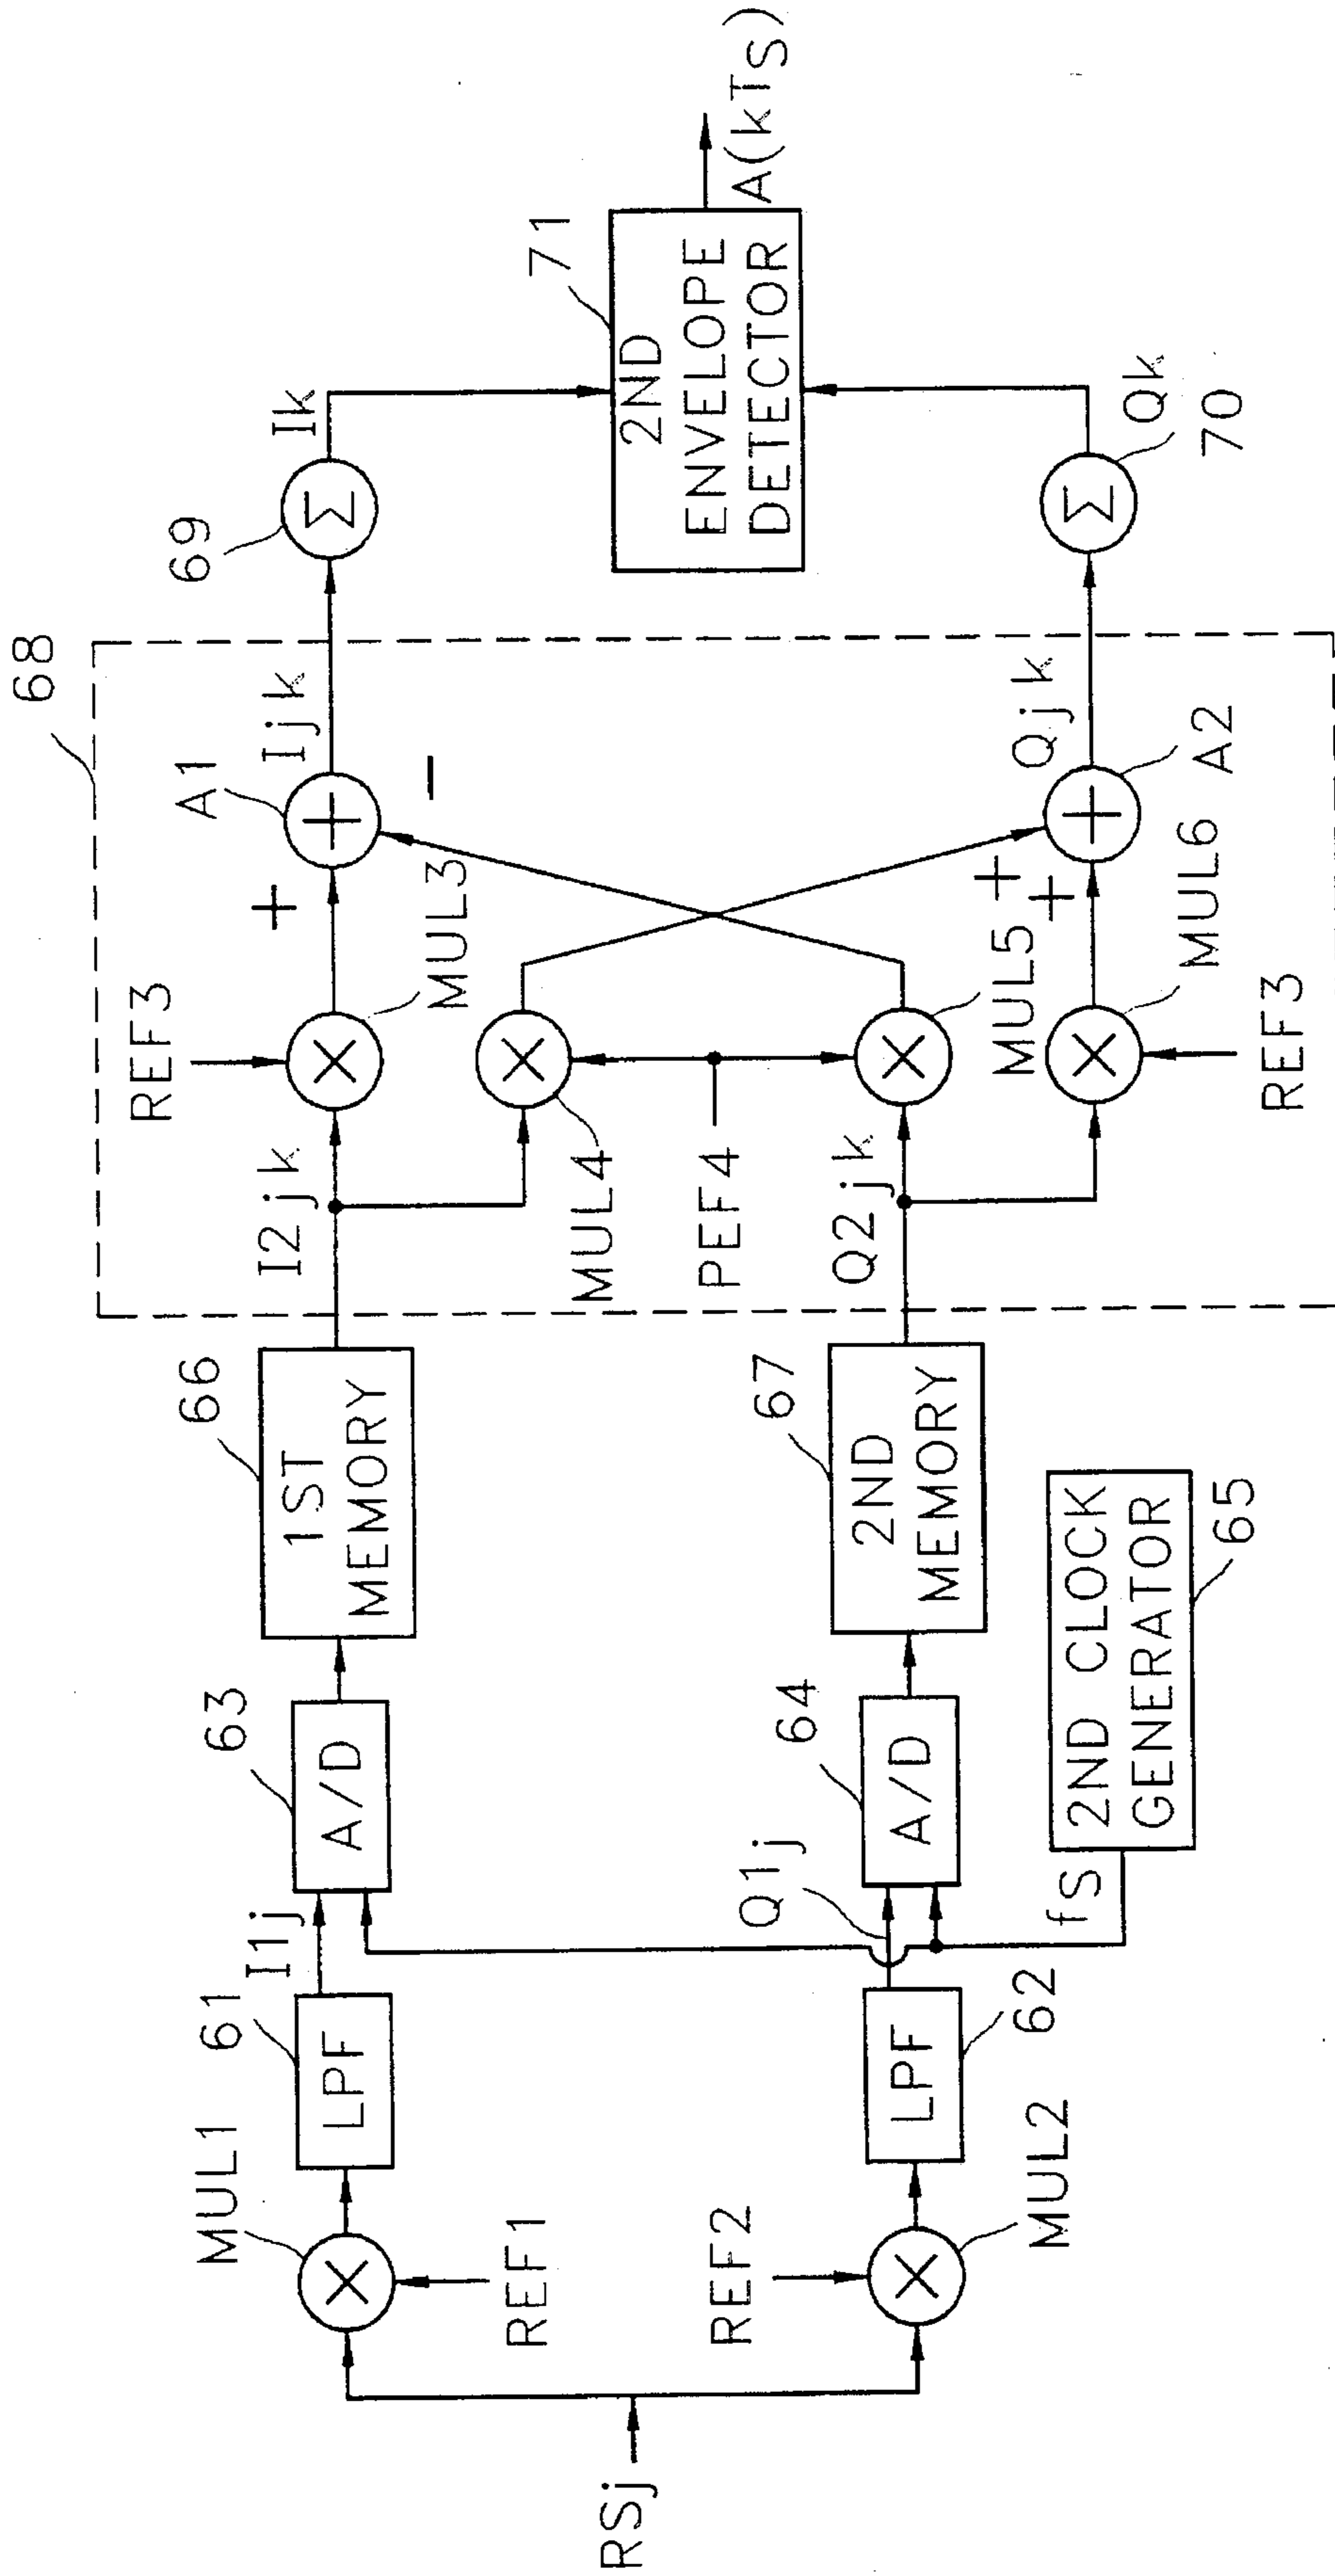 RSj
MUL1
REF1
REF2
MUL2
61
LPF
I1j
LPF
62
Q1j
63
A/D
64
A/D
fS
2ND CLOCK
GENERATOR
65
66
1ST
MEMORY
67
2ND
MEMORY
68
I2jk
REF3
MUL3
MUL4
PEF4
Q2jk
MUL5
MUL6
REF3
A1
+
−
Ijk
+
+
A2
Qjk
69
Σ
Ik
Σ
Qk
70
71
2ND
ENVELOPE
DETECTOR
A(kTS)